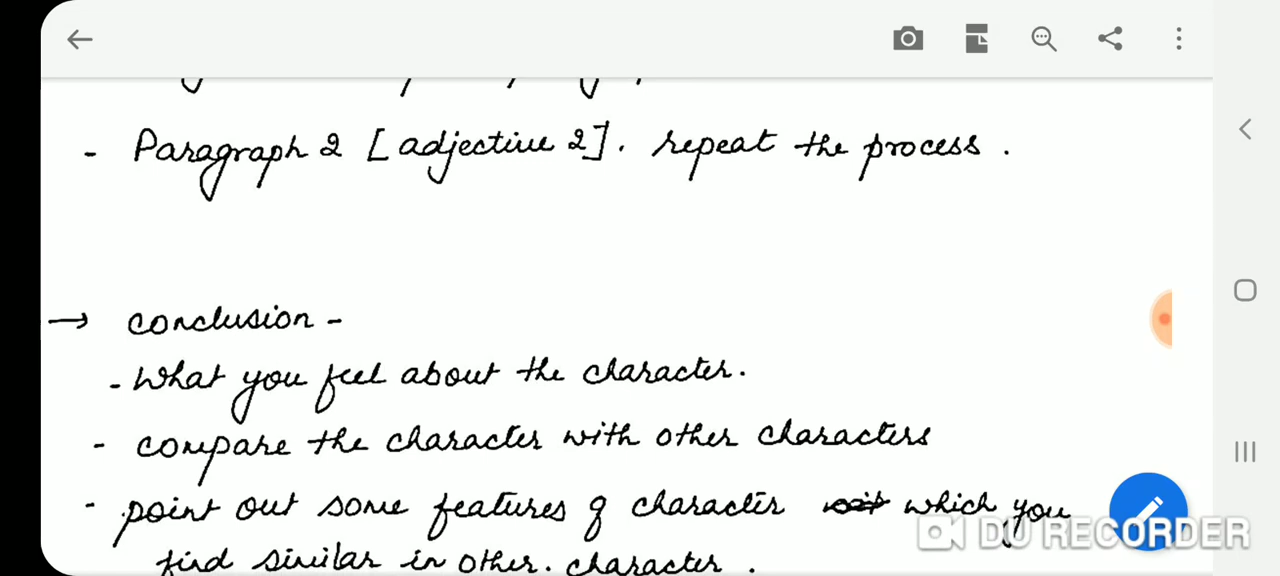 - Paragraph 2 [adjective 2]. repeat the process.
→ conclusion -
- What you feel about the character.
- compare the character with other characters
- point out some features of character which you
find similar in other. character.
DU RECORDER